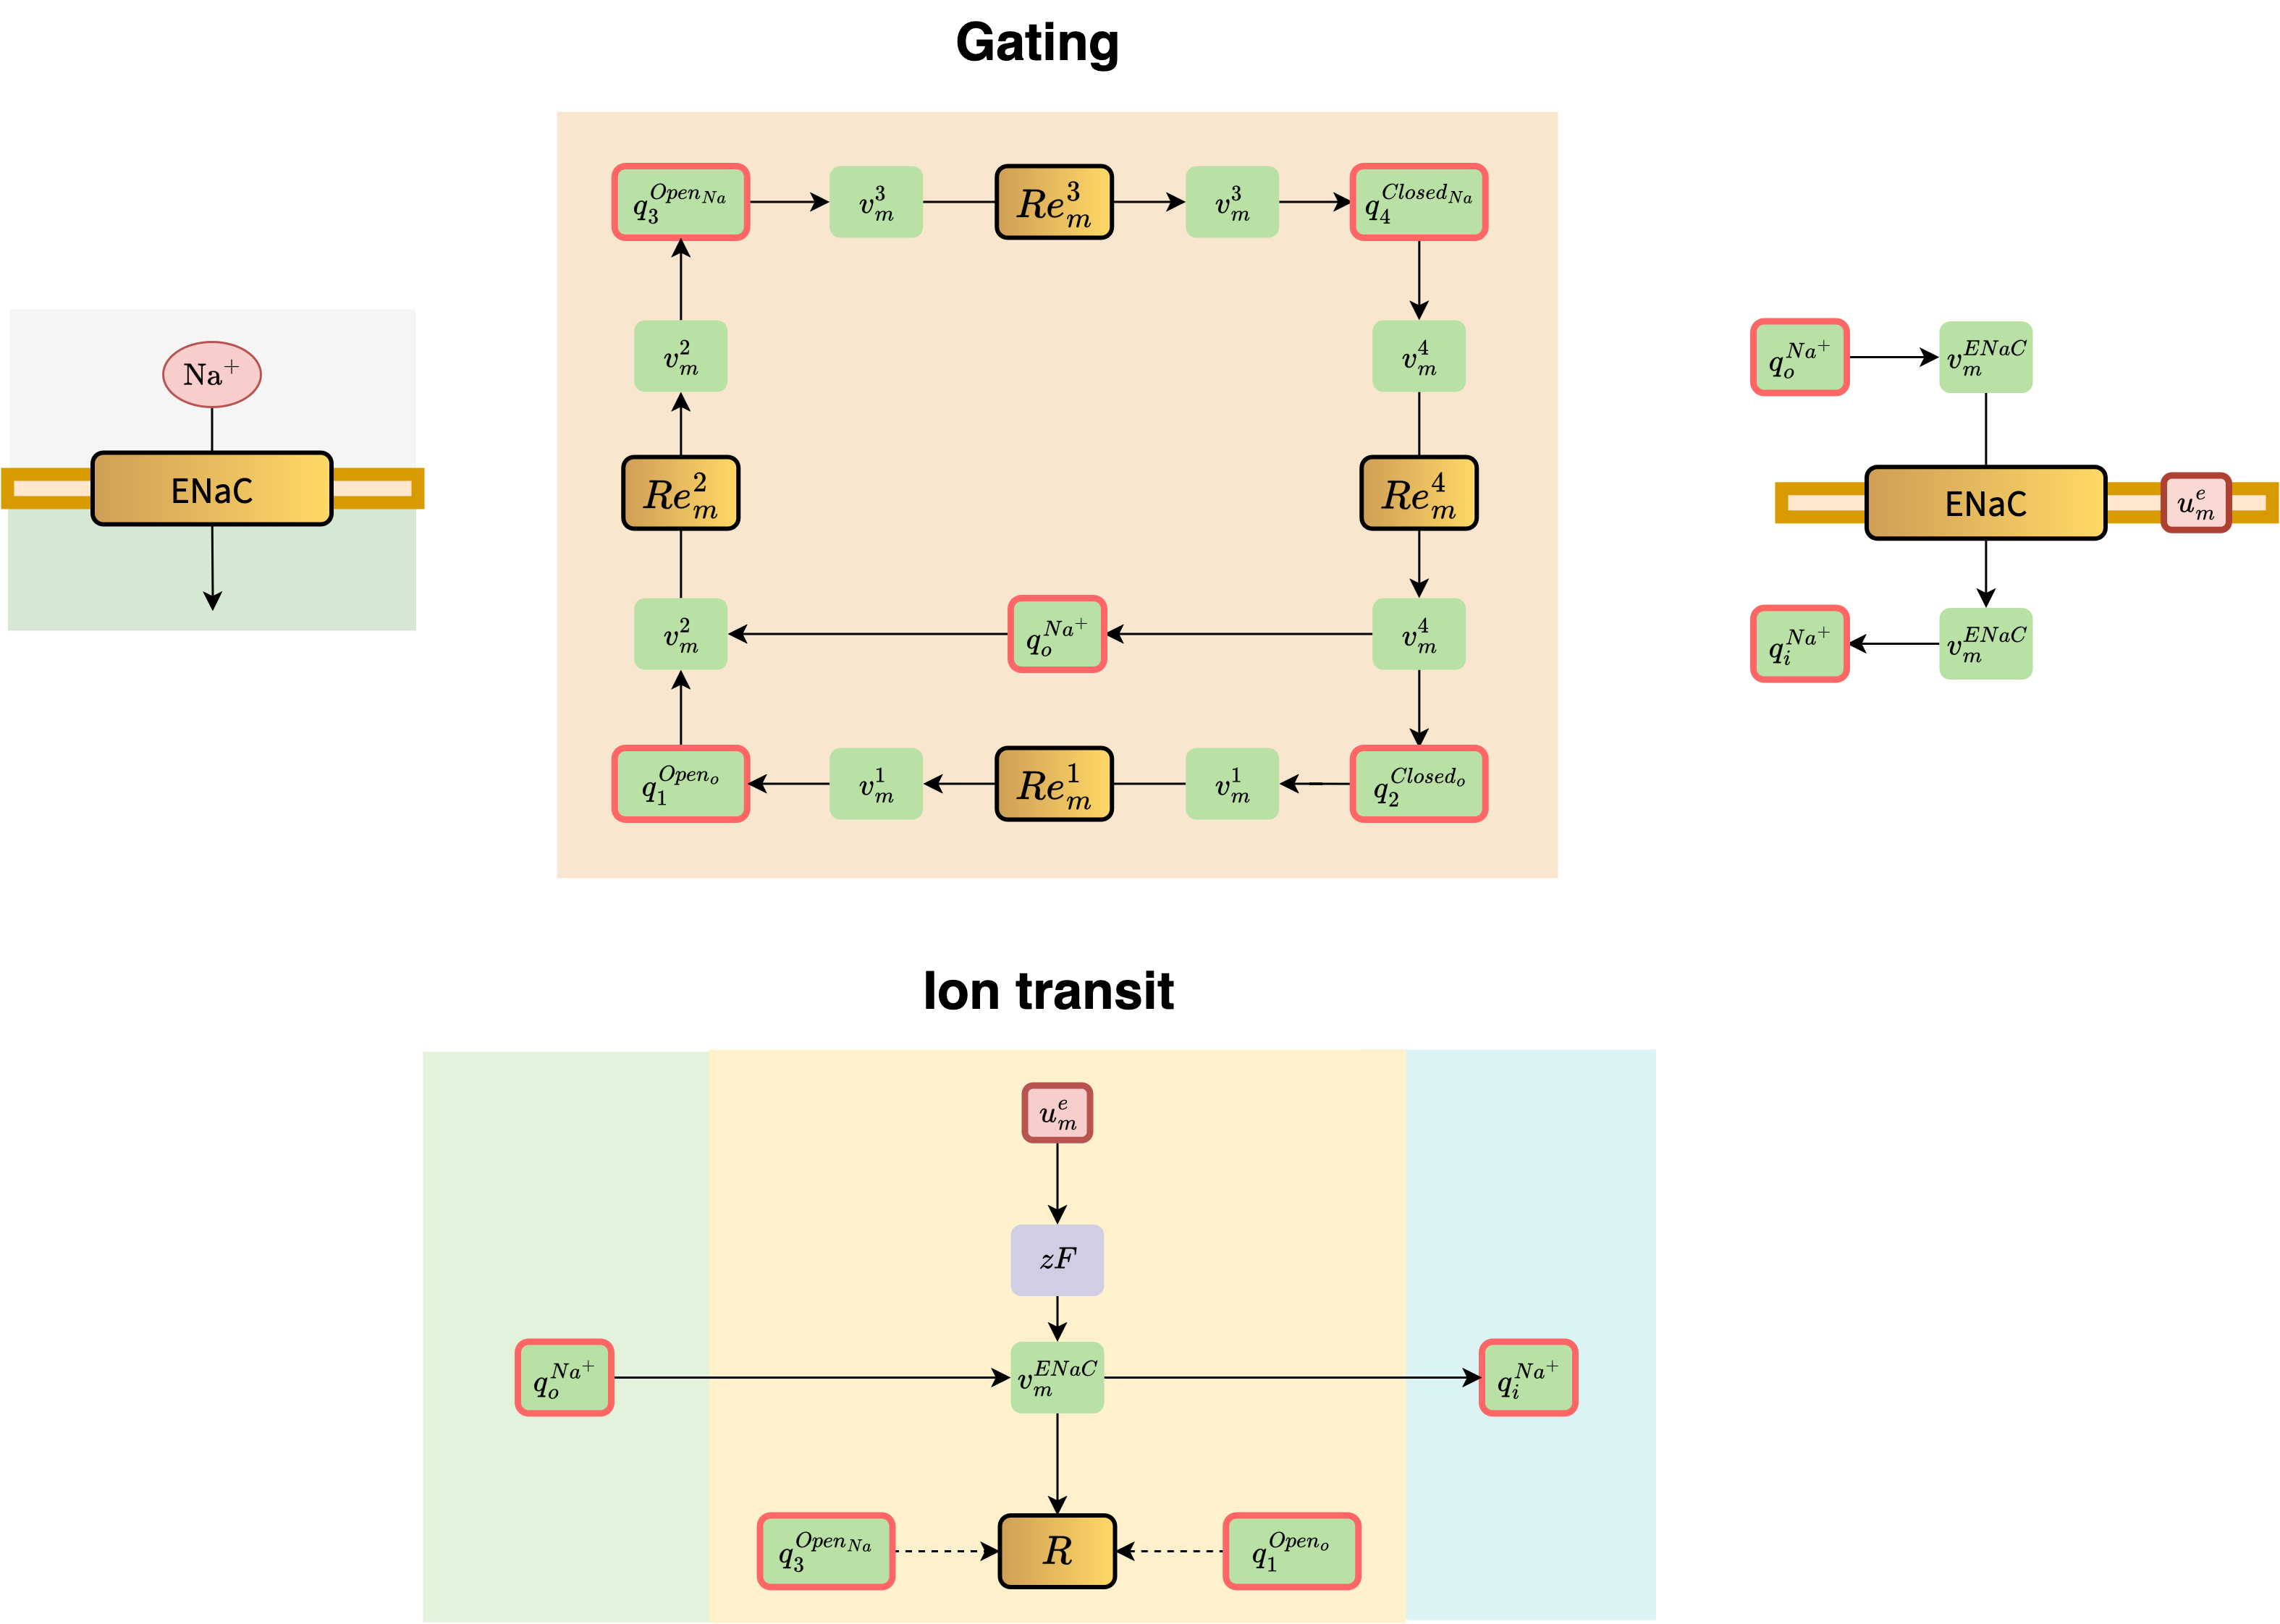 Gating
q_3^{Open_{Na}} v_m^3 Re_m^3 v_m^3 q_4^{Closed_{Na}}
v_m^2 v_m^4
Re_m^2 Re_m^4
v_m^2 q_o^{Na^+} v_m^4
q_1^{Open_o} v_m^1 Re_m^1 v_m^1 q_2^{Closed_o}
Na^+
ENaC
q_o^{Na^+} v_m^{ENaC}
ENaC u_m^e
q_i^{Na^+} v_m^{ENaC}
Ion transit
u_m^e
zF
q_o^{Na^+} v_m^{ENaC} q_i^{Na^+}
q_3^{Open_{Na}} R q_1^{Open_o}